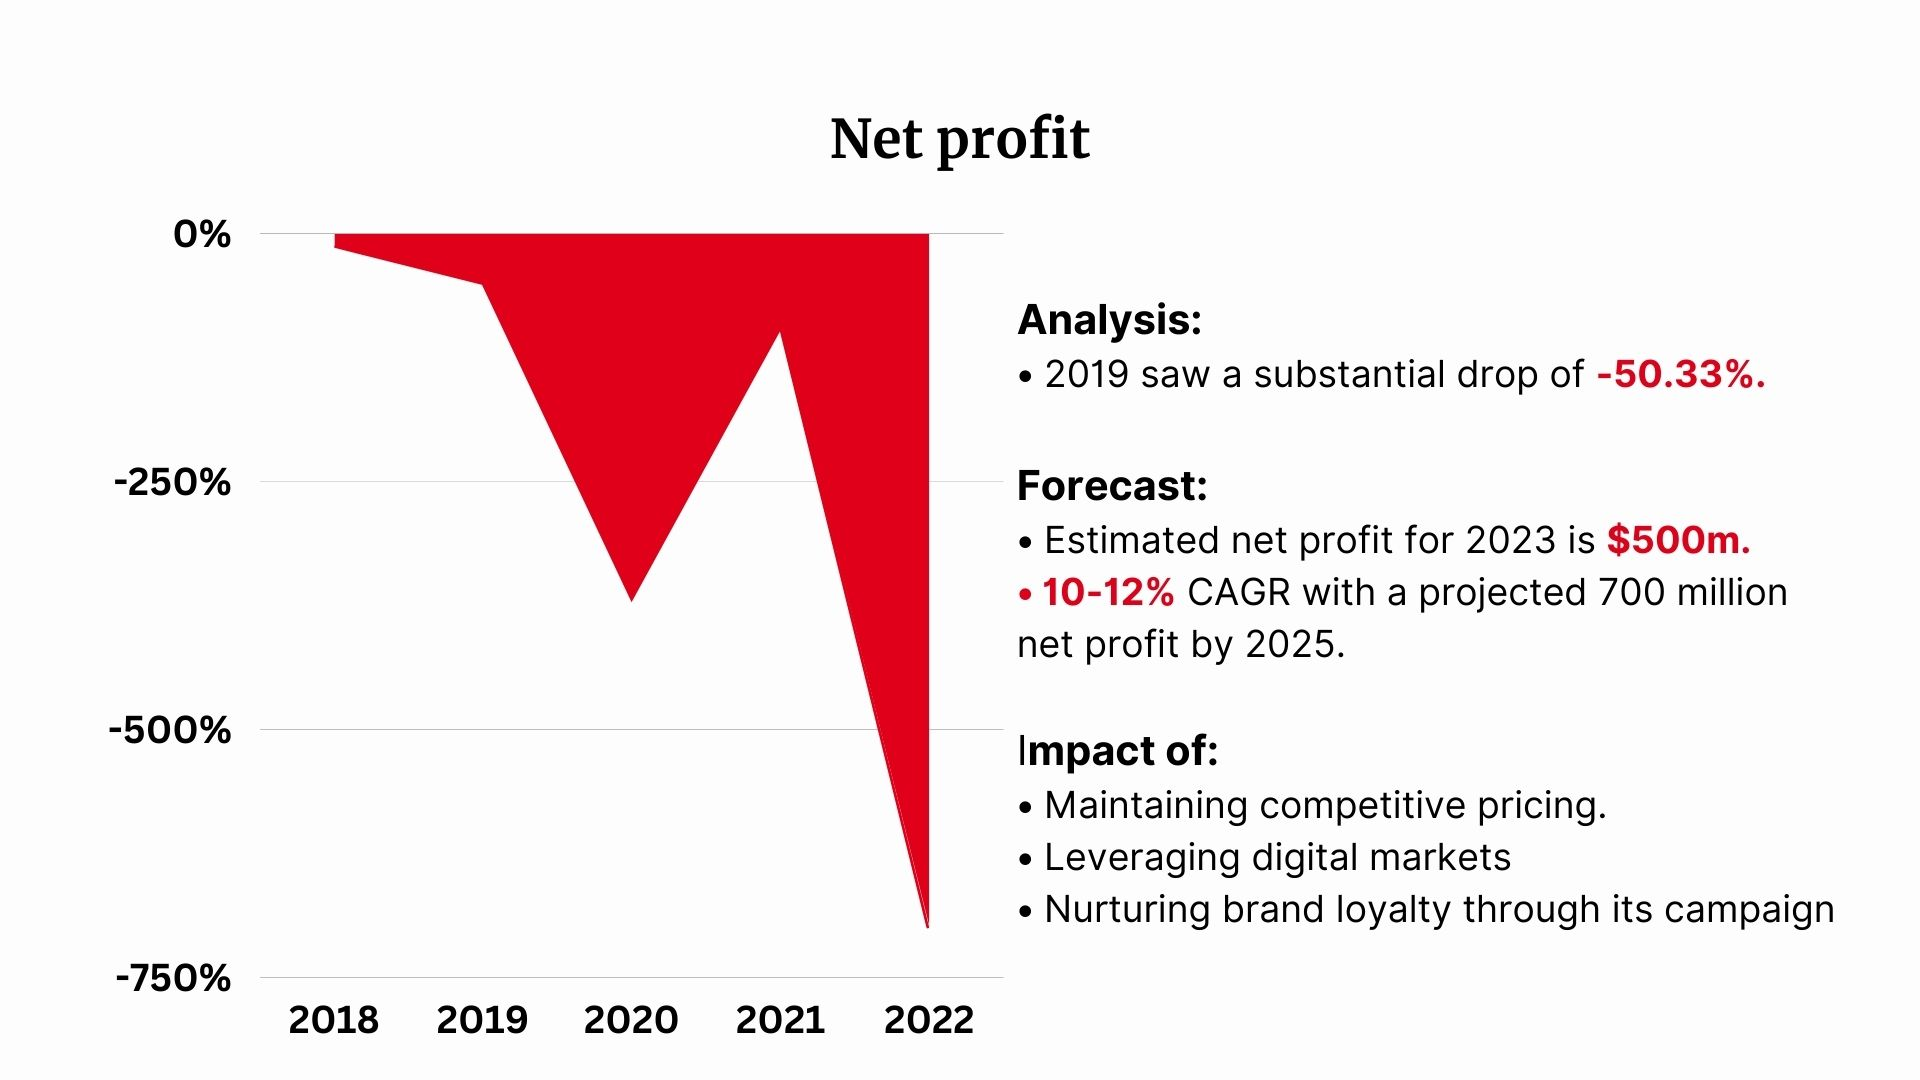 Net profit
0%
-250%
-500%
-750%
2018 2019 2020 2021 2022
Analysis:
• 2019 saw a substantial drop of -50.33%.
Forecast:
• Estimated net profit for 2023 is $500m.
• 10-12% CAGR with a projected 700 million
net profit by 2025.
Impact of:
• Maintaining competitive pricing.
• Leveraging digital markets
• Nurturing brand loyalty through its campaign